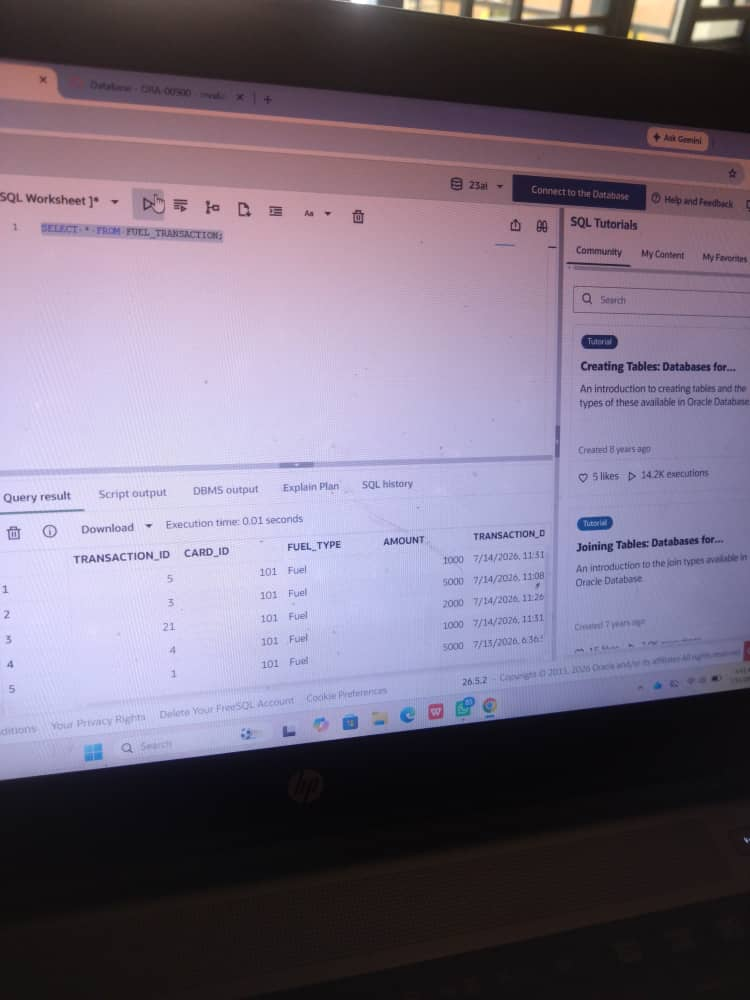 Database - ORA-00900 - invalid
Ask Gemini
SQL Worksheet ]*
Aa
23ai
Connect to the Database
Help and Feedback
1 SELECT * FROM FUEL_TRANSACTION;
SQL Tutorials
Community My Content My Favorites
Search
Tutorial
Creating Tables: Databases for...
An introduction to creating tables and the
types of these available in Oracle Database
Created 8 years ago
5 likes 14.2K executions
Tutorial
Joining Tables: Databases for...
An introduction to the join types available in
Oracle Database.
Created 7 years ago
Query result Script output DBMS output Explain Plan SQL history
Download Execution time: 0.01 seconds
TRANSACTION_ID CARD_ID FUEL_TYPE AMOUNT TRANSACTION_D
1 5 101 Fuel 1000 7/14/2026, 11:31
2 3 101 Fuel 5000 7/14/2026, 11:08
3 21 101 Fuel 2000 7/14/2026, 11:26
4 4 101 Fuel 1000 7/14/2026, 11:31
5 1 101 Fuel 5000 7/13/2026, 6:36:
26.5.2 - Copyright © 2015, 2026 Oracle and/or its affiliates All rights reserved
ditions Your Privacy Rights Delete Your FreeSQL Account Cookie Preferences
Search
W
hp